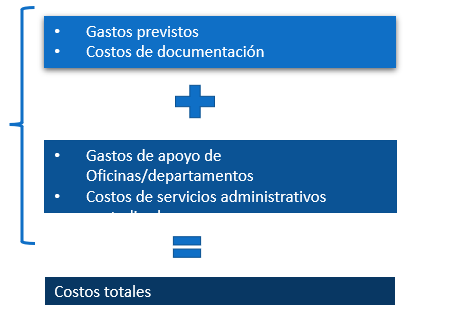 • Gastos previstos
• Costos de documentación
• Gastos de apoyo de
Oficinas/departamentos
• Costos de servicios administrativos
Costos totales